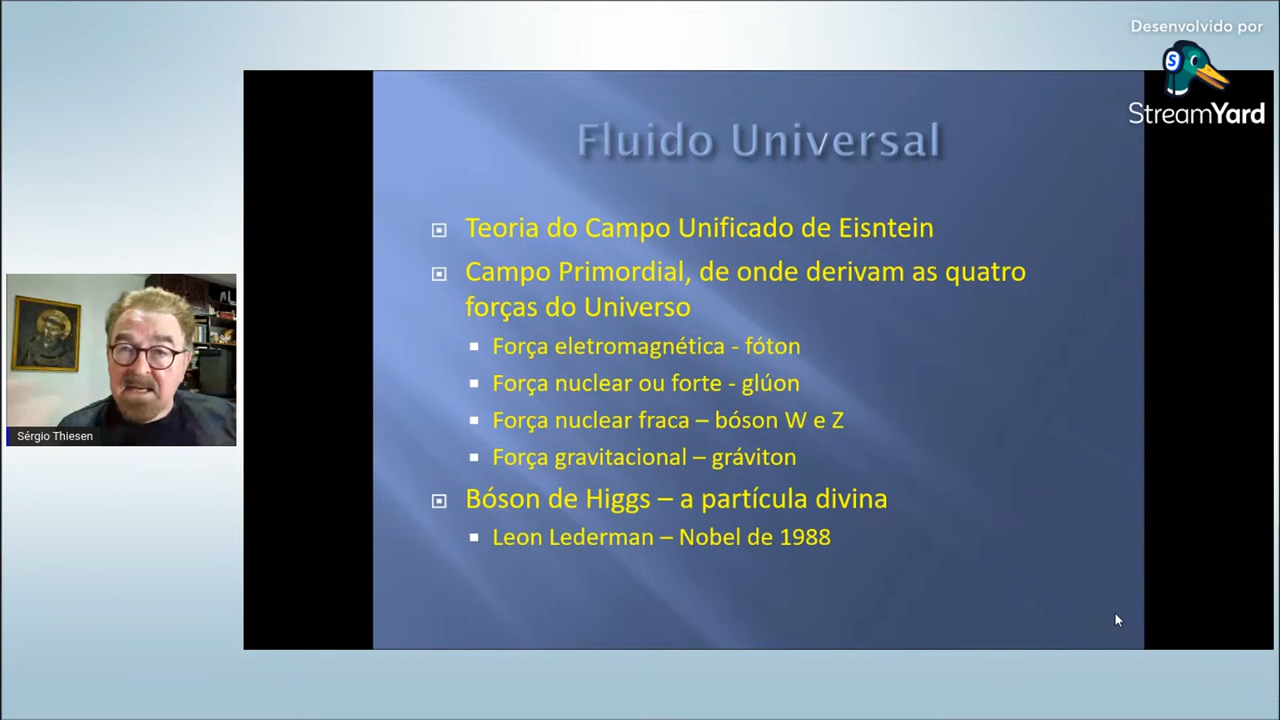 Desenvolvido por
StreamYard
Fluido Universal
Teoria do Campo Unificado de Eisntein
Campo Primordial, de onde derivam as quatro
forças do Universo
Força eletromagnética - fóton
Força nuclear ou forte - glúon
Força nuclear fraca – bóson W e Z
Força gravitacional – gráviton
Bóson de Higgs – a partícula divina
Leon Lederman – Nobel de 1988
Sérgio Thiesen